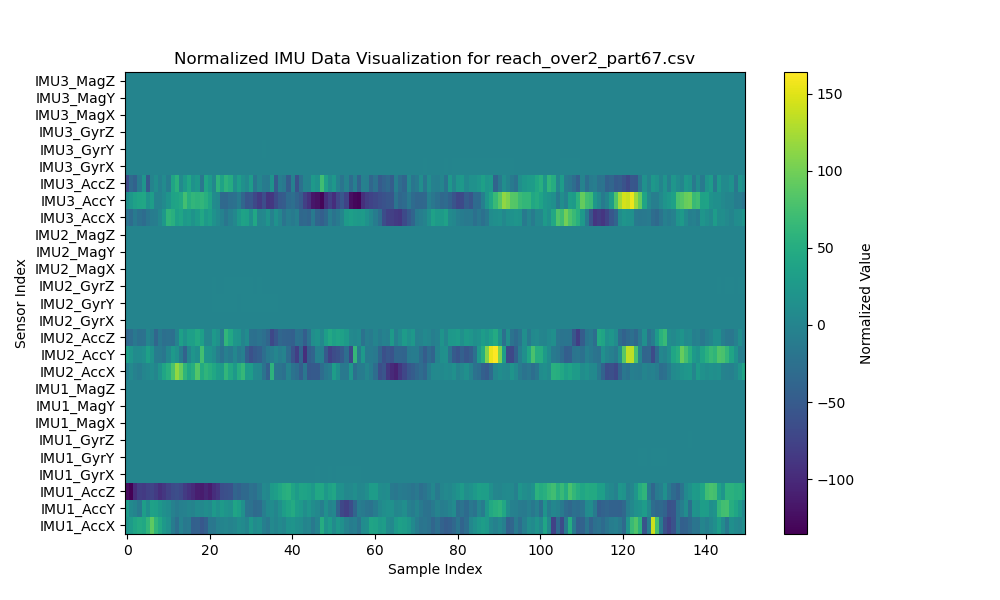 Normalized IMU Data Visualization for reach_over2_part67.csv
Sensor Index
IMU3_MagZ
IMU3_MagY
IMU3_MagX
IMU3_GyrZ
IMU3_GyrY
IMU3_GyrX
IMU3_AccZ
IMU3_AccY
IMU3_AccX
IMU2_MagZ
IMU2_MagY
IMU2_MagX
IMU2_GyrZ
IMU2_GyrY
IMU2_GyrX
IMU2_AccZ
IMU2_AccY
IMU2_AccX
IMU1_MagZ
IMU1_MagY
IMU1_MagX
IMU1_GyrZ
IMU1_GyrY
IMU1_GyrX
IMU1_AccZ
IMU1_AccY
IMU1_AccX
0 20 40 60 80 100 120 140
Sample Index
150
100
50
0
−50
−100
Normalized Value